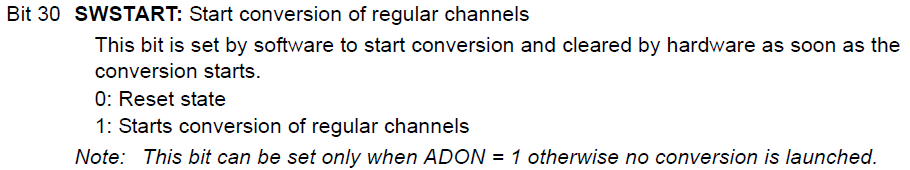 Bit 30 SWSTART: Start conversion of regular channels
This bit is set by software to start conversion and cleared by hardware as soon as the
conversion starts.
0: Reset state
1: Starts conversion of regular channels
Note: This bit can be set only when ADON = 1 otherwise no conversion is launched.